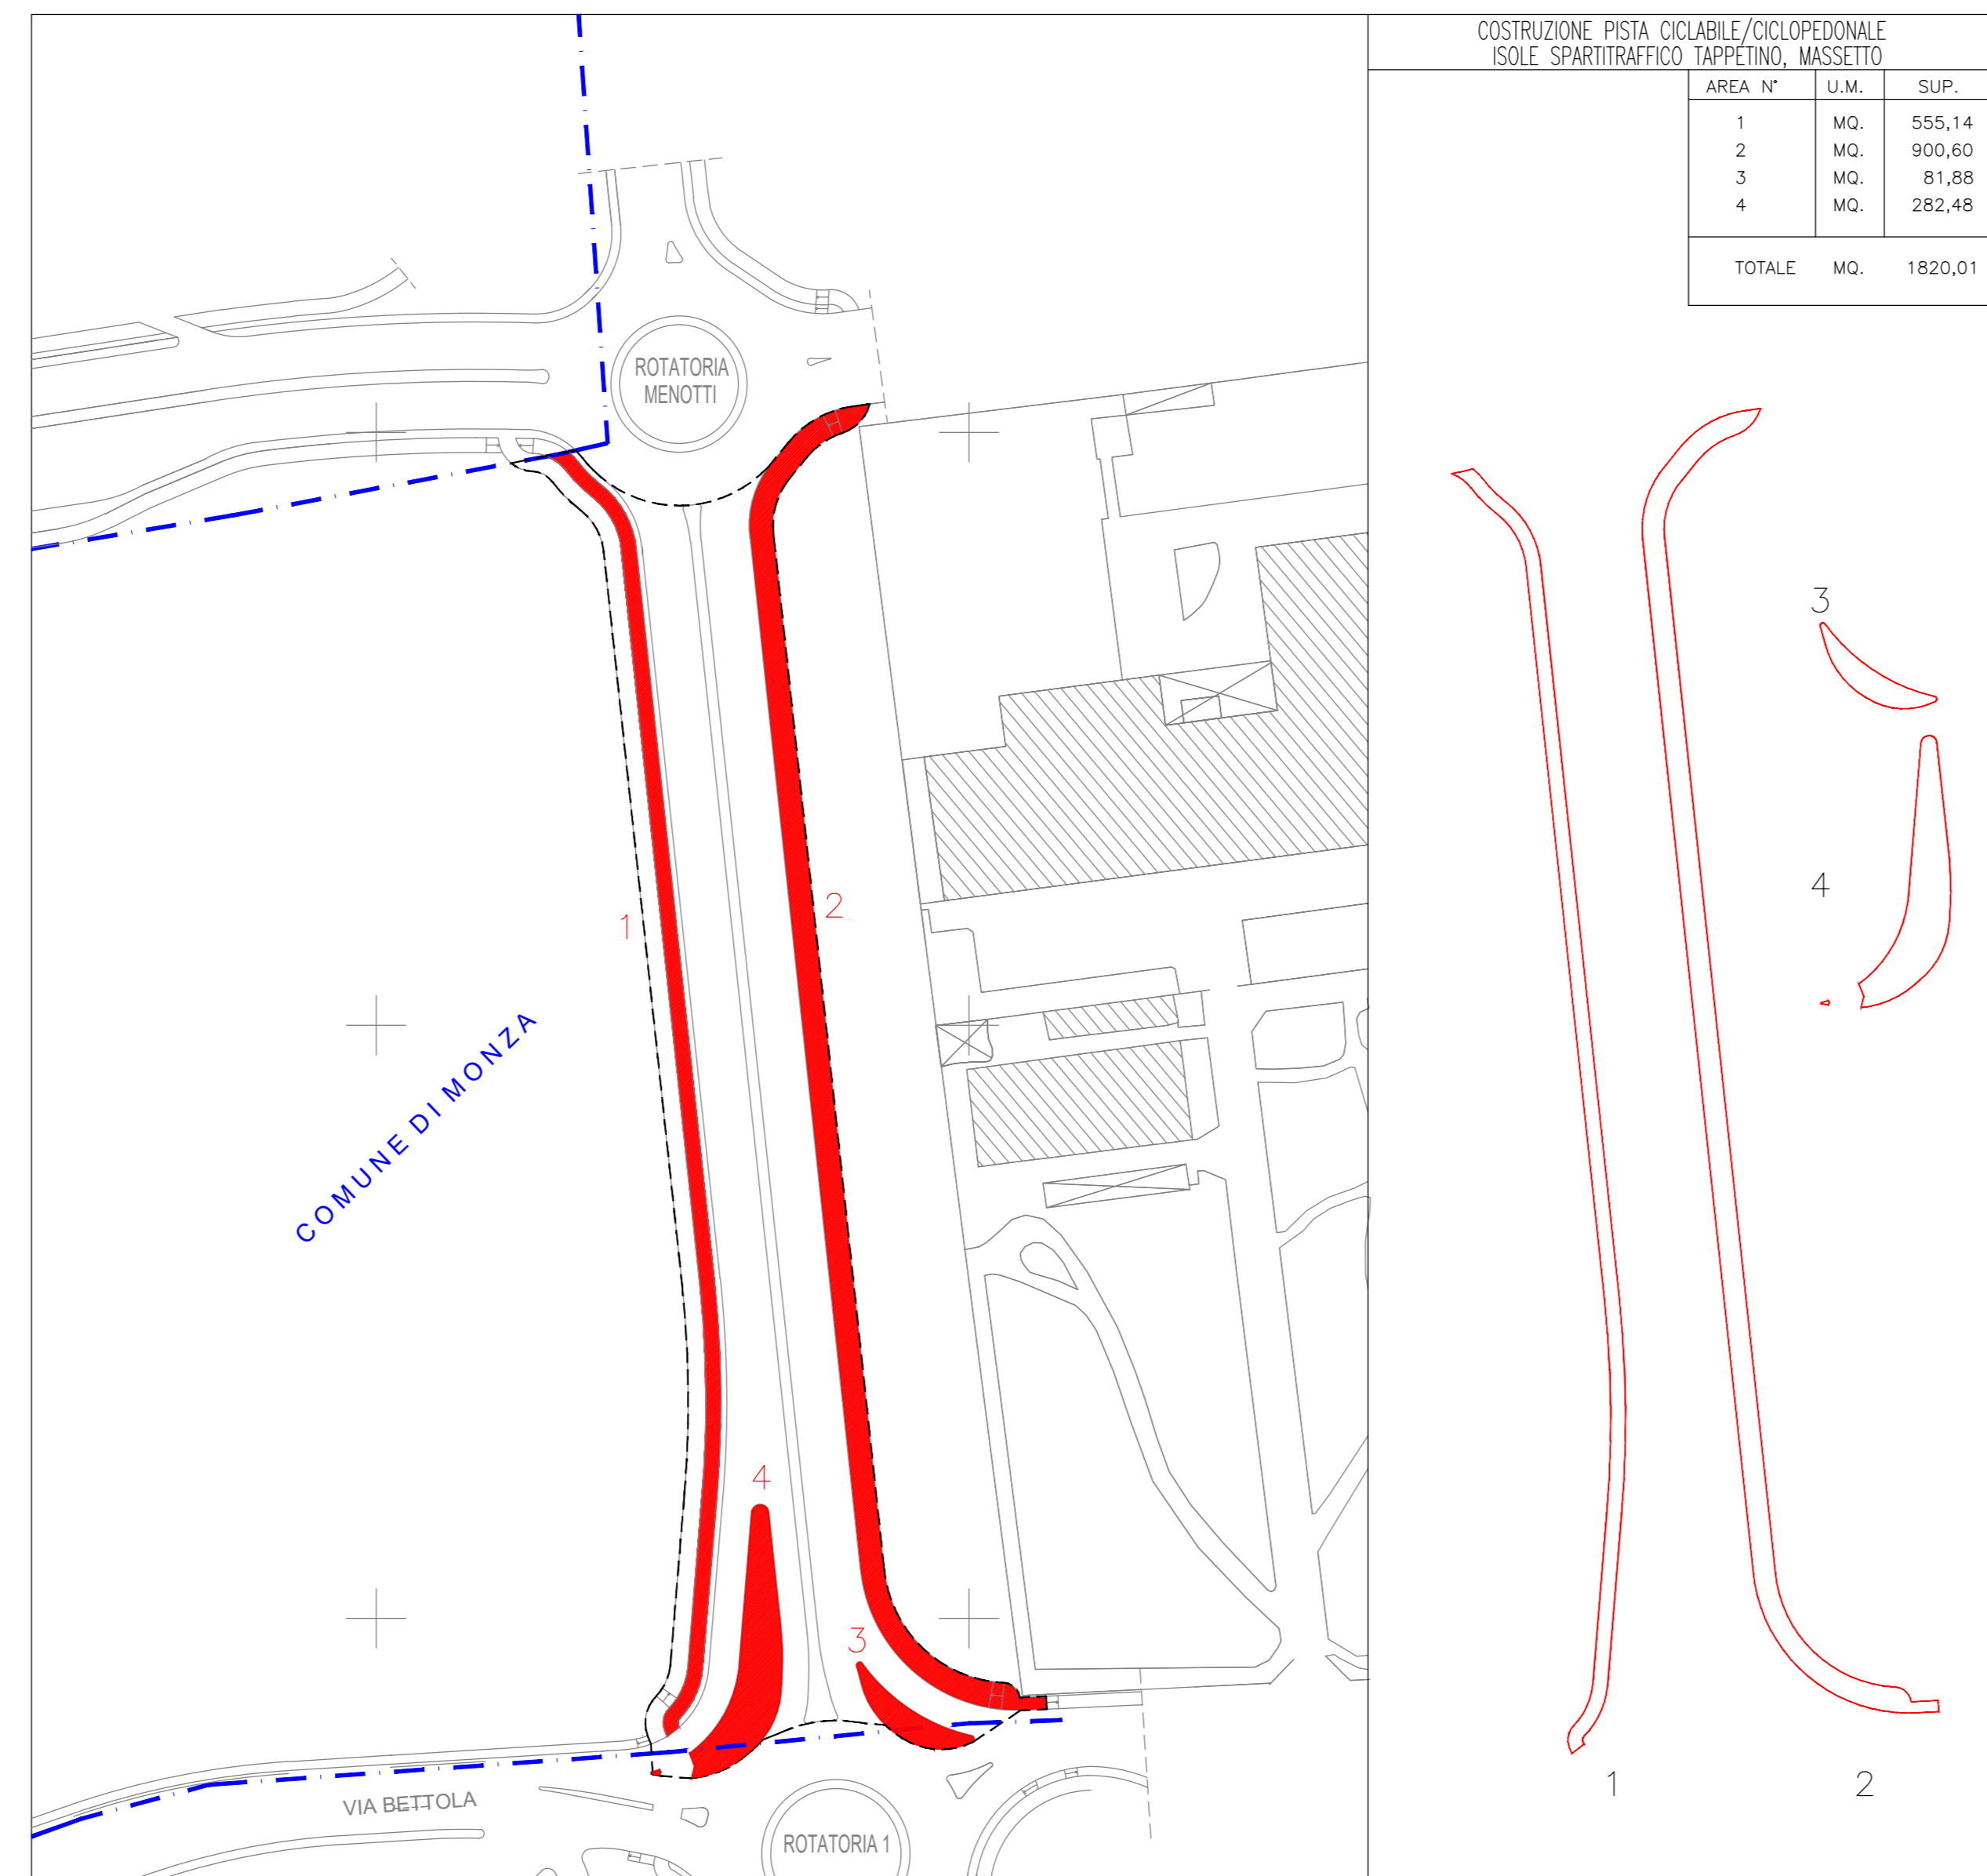 COSTRUZIONE PISTA CICLABILE/CICLOPEDONALE
ISOLE SPARTITRAFFICO TAPPETINO, MASSETTO
AREA N° U.M. SUP.
1 MQ. 555,14
2 MQ. 900,60
3 MQ. 81,88
4 MQ. 282,48
TOTALE MQ. 1820,01
ROTATORIA
MENOTTI
1
2
COMUNE DI MONZA
4
3
VIA BETTOLA
ROTATORIA 1
3
4
1
2